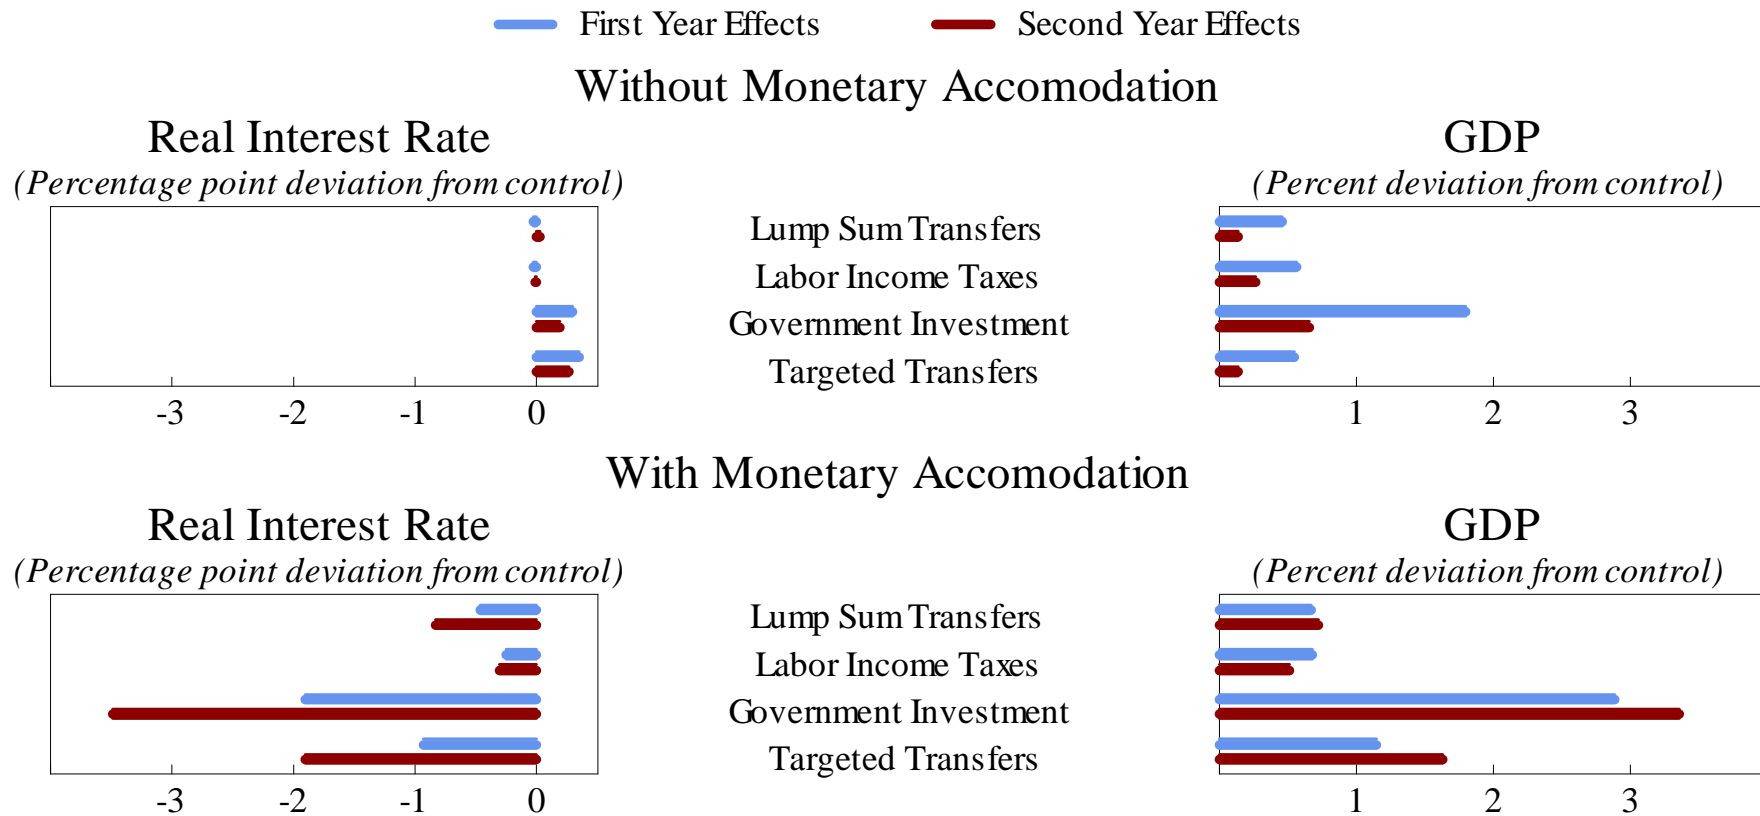 First Year Effects Second Year Effects
Without Monetary Accomodation
Real Interest Rate GDP
(Percentage point deviation from control) (Percent deviation from control)
Lump Sum Transfers
Labor Income Taxes
Government Investment
Targeted Transfers
-3 -2 -1 0 1 2 3
With Monetary Accomodation
Real Interest Rate GDP
(Percentage point deviation from control) (Percent deviation from control)
Lump Sum Transfers
Labor Income Taxes
Government Investment
Targeted Transfers
-3 -2 -1 0 1 2 3